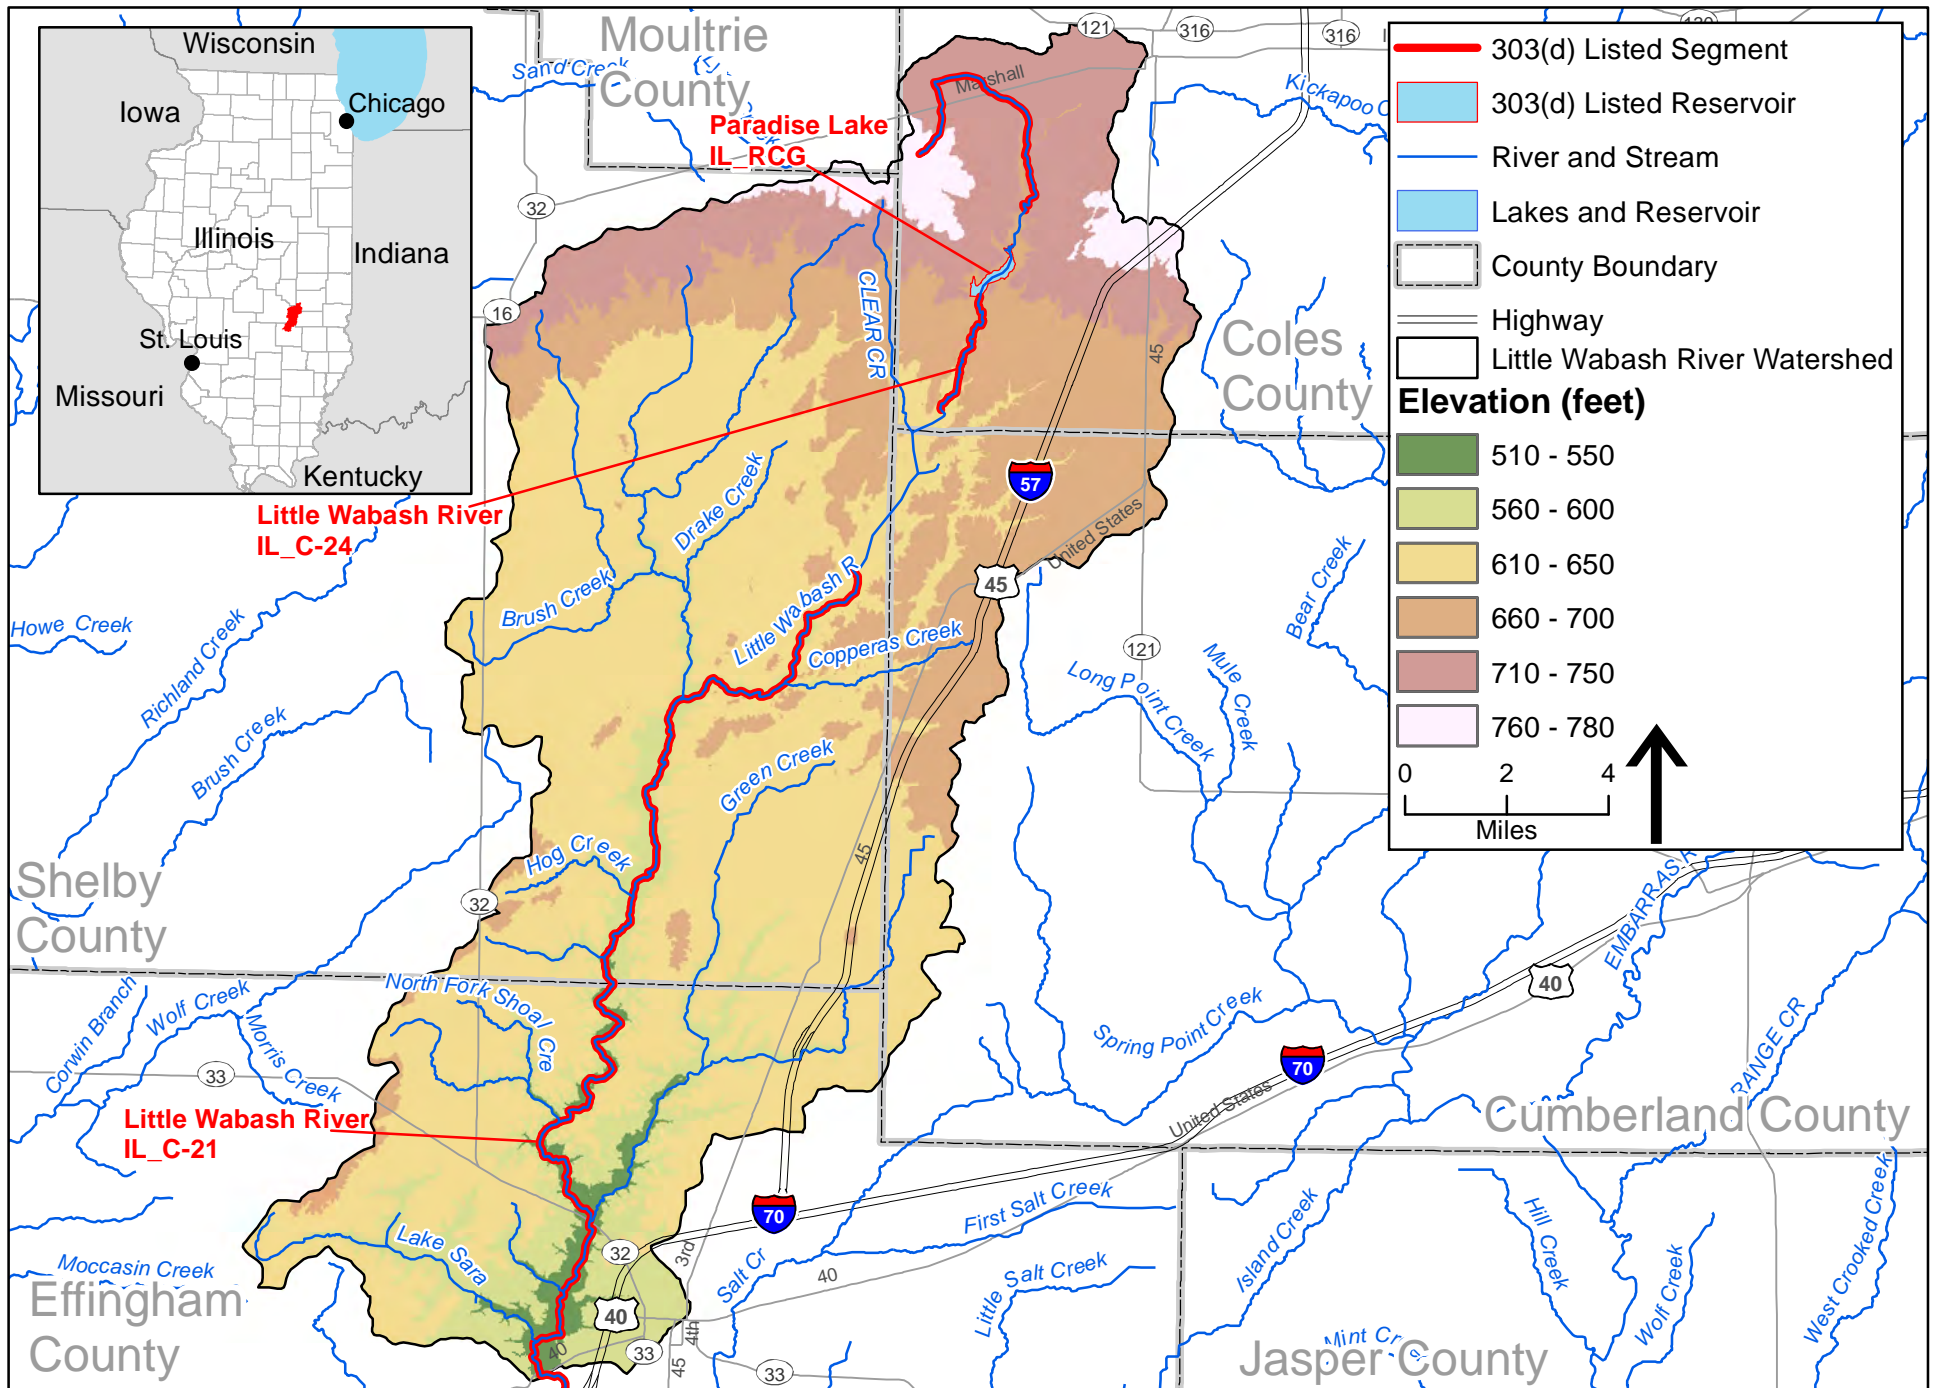 Wisconsin
Iowa
Chicago
Illinois
Indiana
St. Louis
Missouri
Kentucky
Moultrie
County
Sand Creek
121
316
316
Marshall
Kickapoo C
Paradise Lake
IL_RCG
32
16
CLEAR CR
45
Coles
County
303(d) Listed Segment
303(d) Listed Reservoir
River and Stream
Lakes and Reservoir
County Boundary
Highway
Little Wabash River Watershed
Elevation (feet)
510 - 550
560 - 600
610 - 650
660 - 700
710 - 750
760 - 780
0 2 4
Miles
57
Little Wabash River
IL_C-24
Drake Creek
United States
45
Brush Creek
Little Wabash R
Copperas Creek
Howe Creek
Richland Creek
Brush Creek
Bear Creek
121
Long Point Creek
Mule Creek
Green Creek
Hog Creek
45
32
Shelby
County
EMBARRAS R
40
North Fork Shoal Cre
Corwin Branch
Wolf Creek
Morris Creek
33
Spring Point Creek
70
RANGE CR
United States
Cumberland County
Little Wabash River
IL_C-21
70
First Salt Creek
Lake Sara
32
3rd
Salt Cr
40
Little Salt Creek
Island Creek
Hill Creek
Wolf Creek
West Crooked Creek
Moccasin Creek
Effingham
County
40
40
33
4th
45
33
Mint Cr
Jasper County